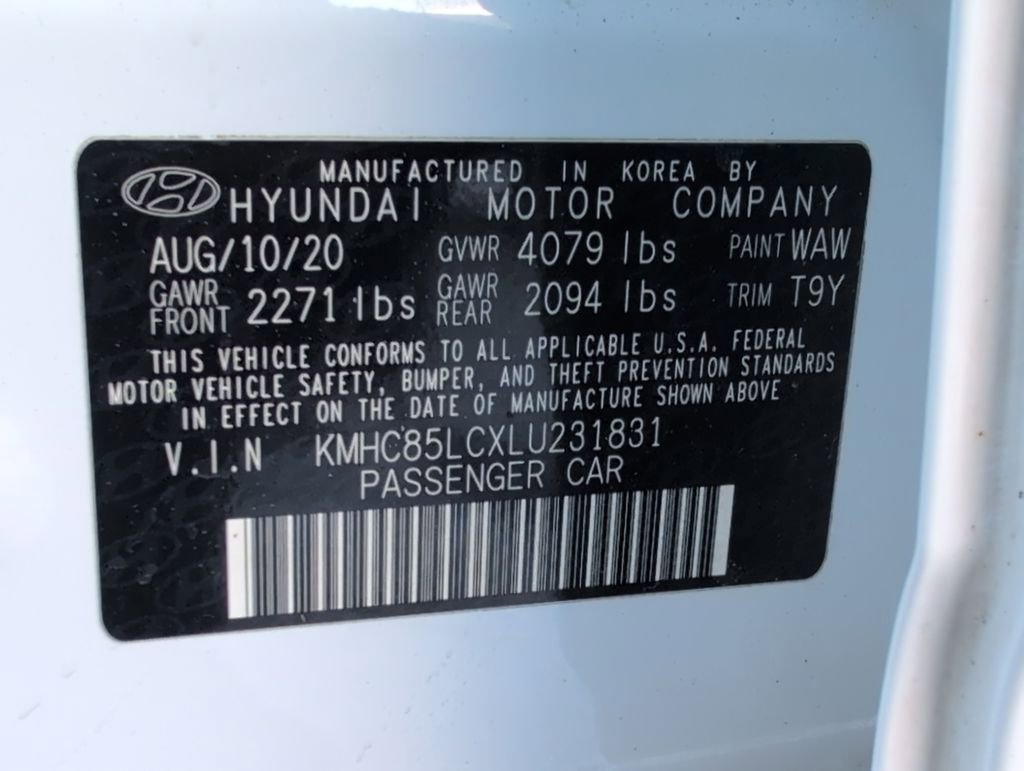 MANUFACTURED IN KOREA BY
HYUNDAI MOTOR COMPANY
AUG/10/20 GVWR 4079 lbs PAINT WAW
GAWR FRONT 2271 lbs GAWR REAR 2094 lbs TRIM T9Y
THIS VEHICLE CONFORMS TO ALL APPLICABLE U.S.A. FEDERAL
MOTOR VEHICLE SAFETY, BUMPER, AND THEFT PREVENTION STANDARDS
IN EFFECT ON THE DATE OF MANUFACTURE SHOWN ABOVE
V.I.N KMHC85LCXLU231831
PASSENGER CAR